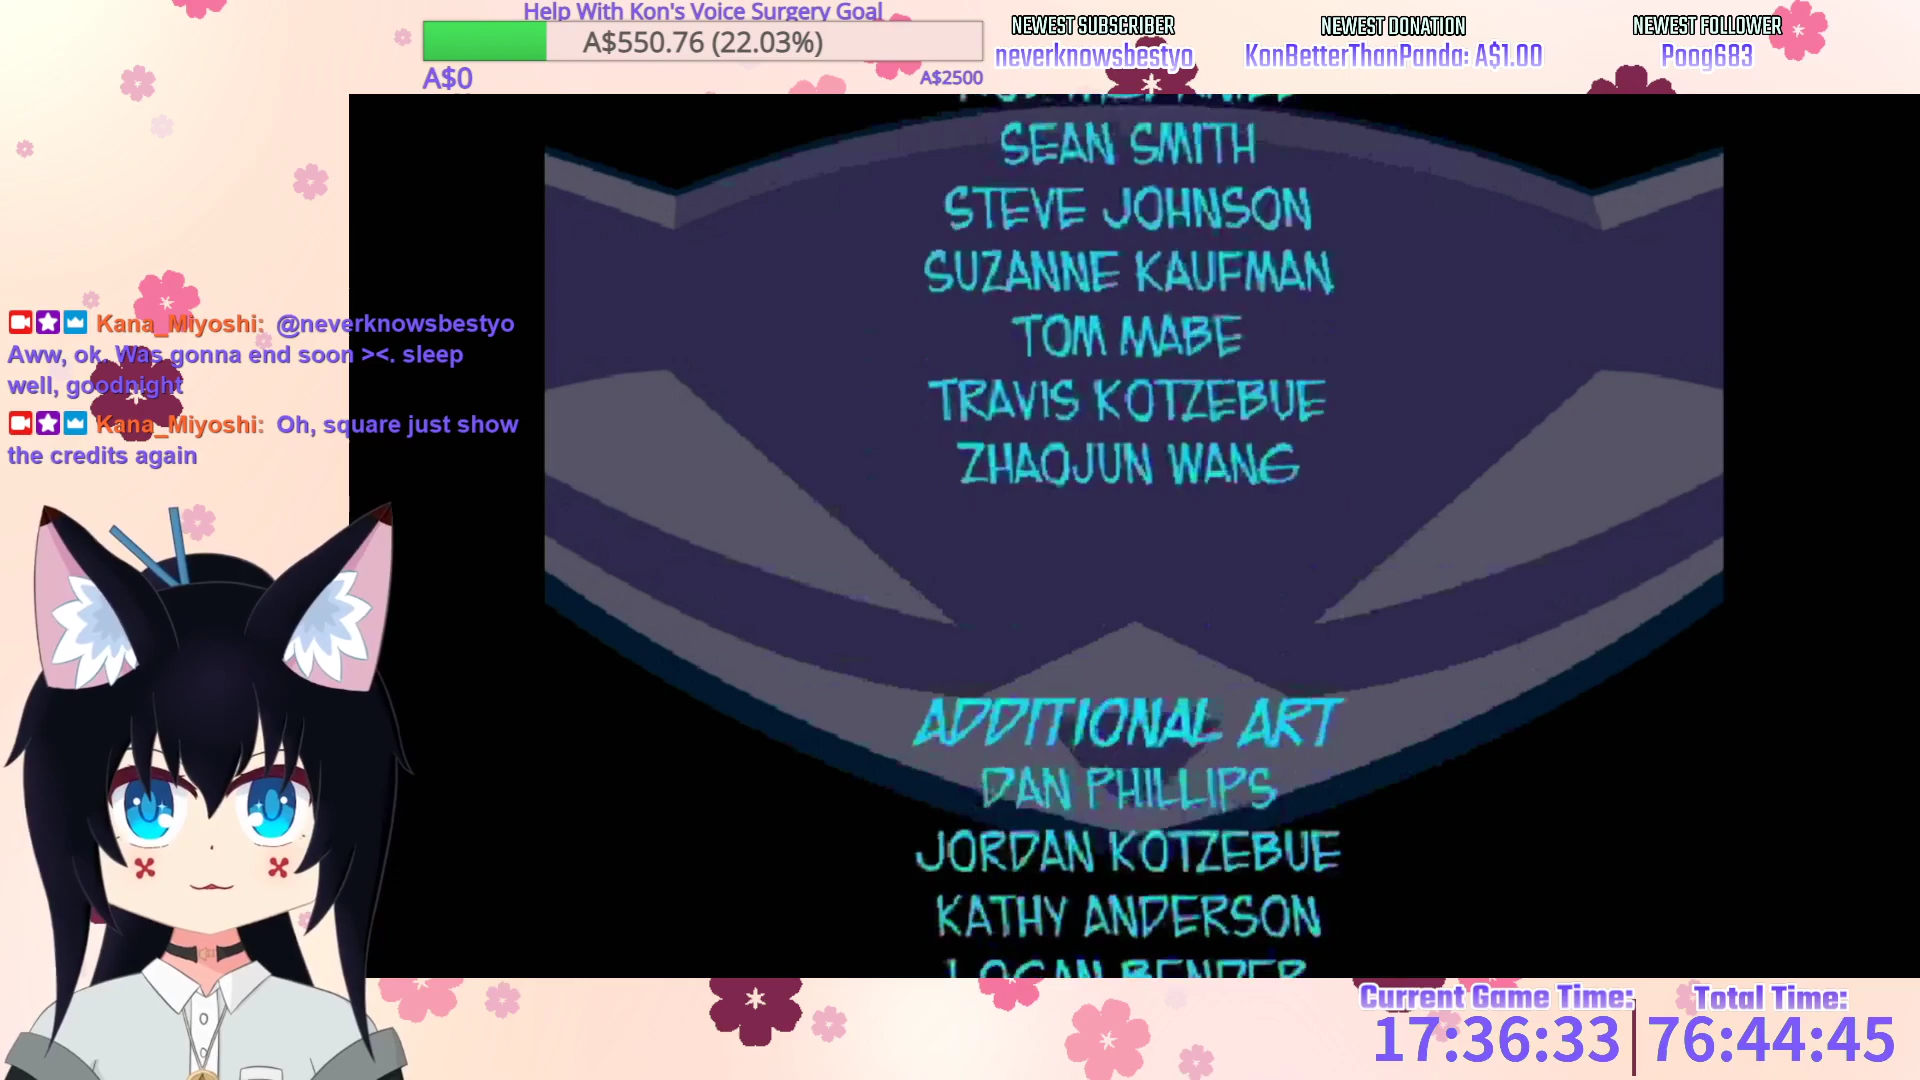 Help With Kon's Voice Surgery Goal
A$550.76 (22.03%)
A$0
A$2500
NEWEST SUBSCRIBER
neverknowsbestyo
NEWEST DONATION
KonBetterThanPanda: A$1.00
NEWEST FOLLOWER
Poog683
SEAN SMITH
STEVE JOHNSON
SUZANNE KAUFMAN
TOM MABE
TRAVIS KOTZEBUE
ZHAOJUN WANG
Kana_Miyoshi: @neverknowsbestyo
Aww, ok. Was gonna end soon ><. sleep
well, goodnight
Kana_Miyoshi: Oh, square just show
the credits again
ADDITIONAL ART
DAN PHILLIPS
JORDAN KOTZEBUE
KATHY ANDERSON
LOGAN BENDER
Current Game Time:
17:36:33
Total Time:
76:44:45